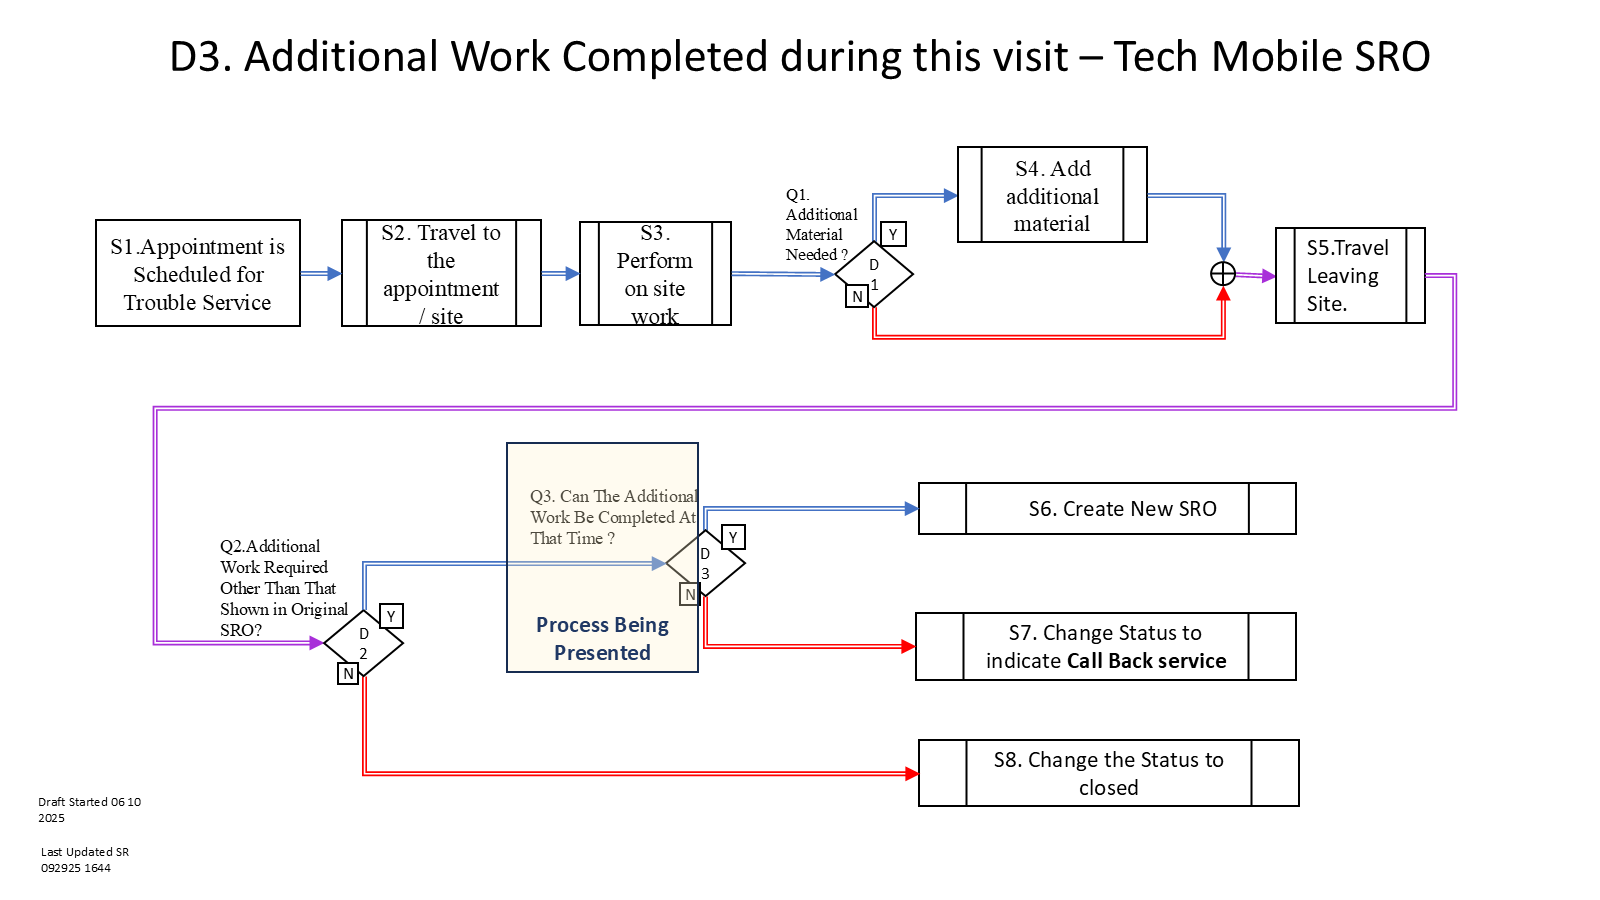 D3. Additional Work Completed during this visit – Tech Mobile SRO
S1.Appointment is
Scheduled for
Trouble Service
S2. Travel to
the
appointment
/ site
S3.
Perform
on site
work
Q1.
Additional
Material
Needed ?
Y
D
1
N
S4. Add
additional
material
S5.Travel
Leaving
Site.
Q2.Additional
Work Required
Other Than That
Shown in Original
SRO?
Y
D
2
N
Q3. Can The Additional
Work Be Completed At
That Time ?
Y
D
3
N
Process Being
Presented
S6. Create New SRO
S7. Change Status to
indicate Call Back service
S8. Change the Status to
closed
Draft Started 06 10
2025
Last Updated SR
092925 1644